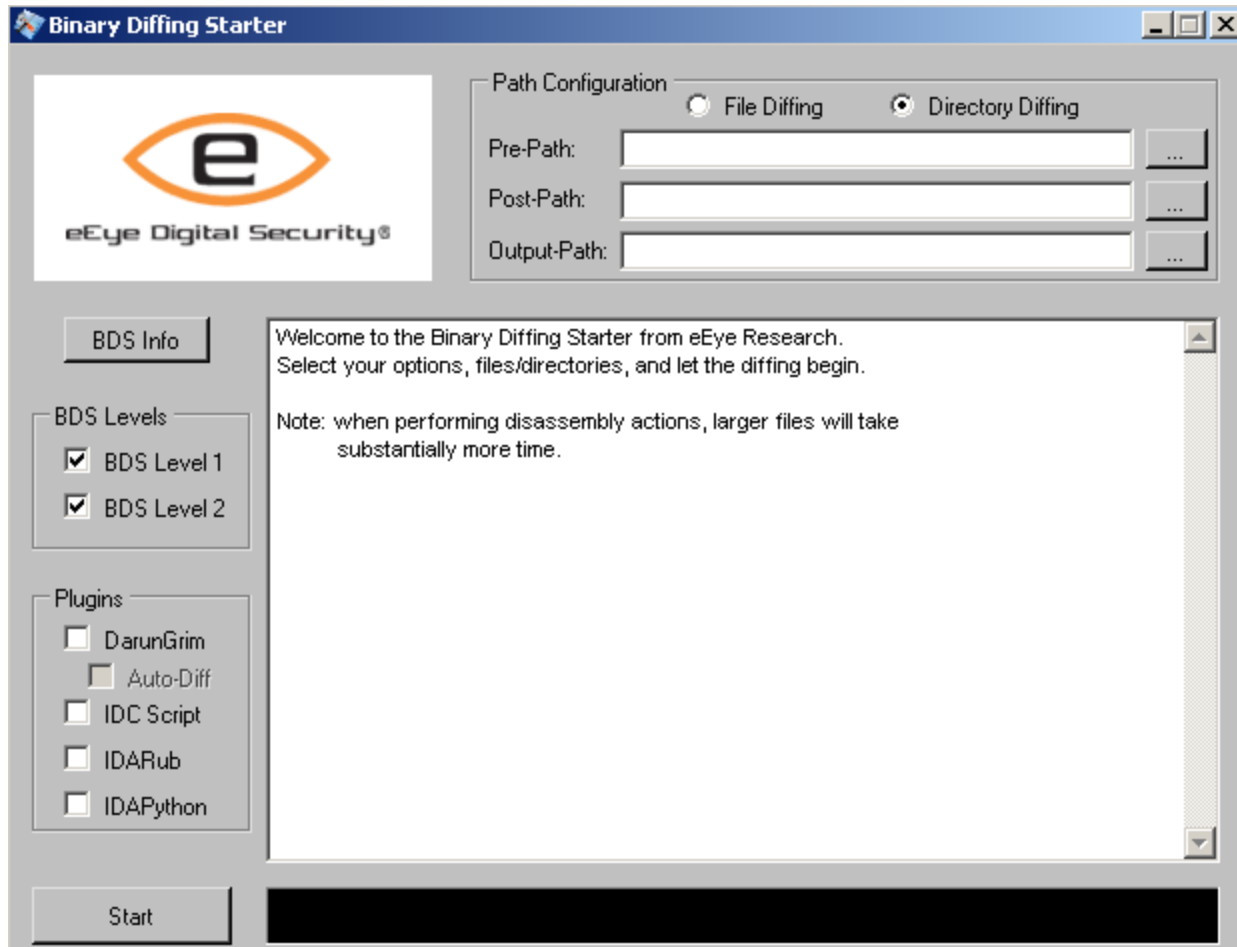 Binary Diffing Starter
e
eEye Digital Security®
Path Configuration
File Diffing
Directory Diffing
Pre-Path:
...
Post-Path:
...
Output-Path:
...
BDS Info
Welcome to the Binary Diffing Starter from eEye Research.
Select your options, files/directories, and let the diffing begin.
Note: when performing disassembly actions, larger files will take
substantially more time.
BDS Levels
BDS Level 1
BDS Level 2
Plugins
DarunGrim
Auto-Diff
IDC Script
IDARub
IDAPython
Start